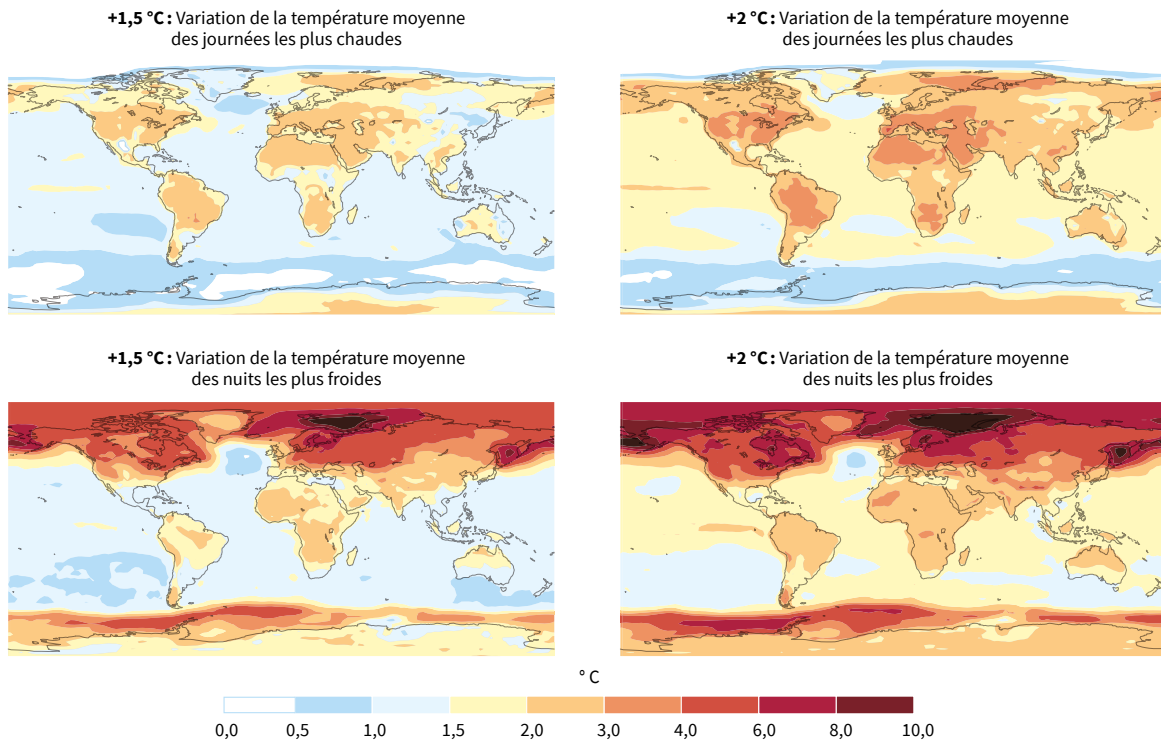 +1,5 °C : Variation de la température moyenne
des journées les plus chaudes
+2 °C : Variation de la température moyenne
des journées les plus chaudes
+1,5 °C : Variation de la température moyenne
des nuits les plus froides
+2 °C : Variation de la température moyenne
des nuits les plus froides
° C
0,0 0,5 1,0 1,5 2,0 3,0 4,0 6,0 8,0 10,0